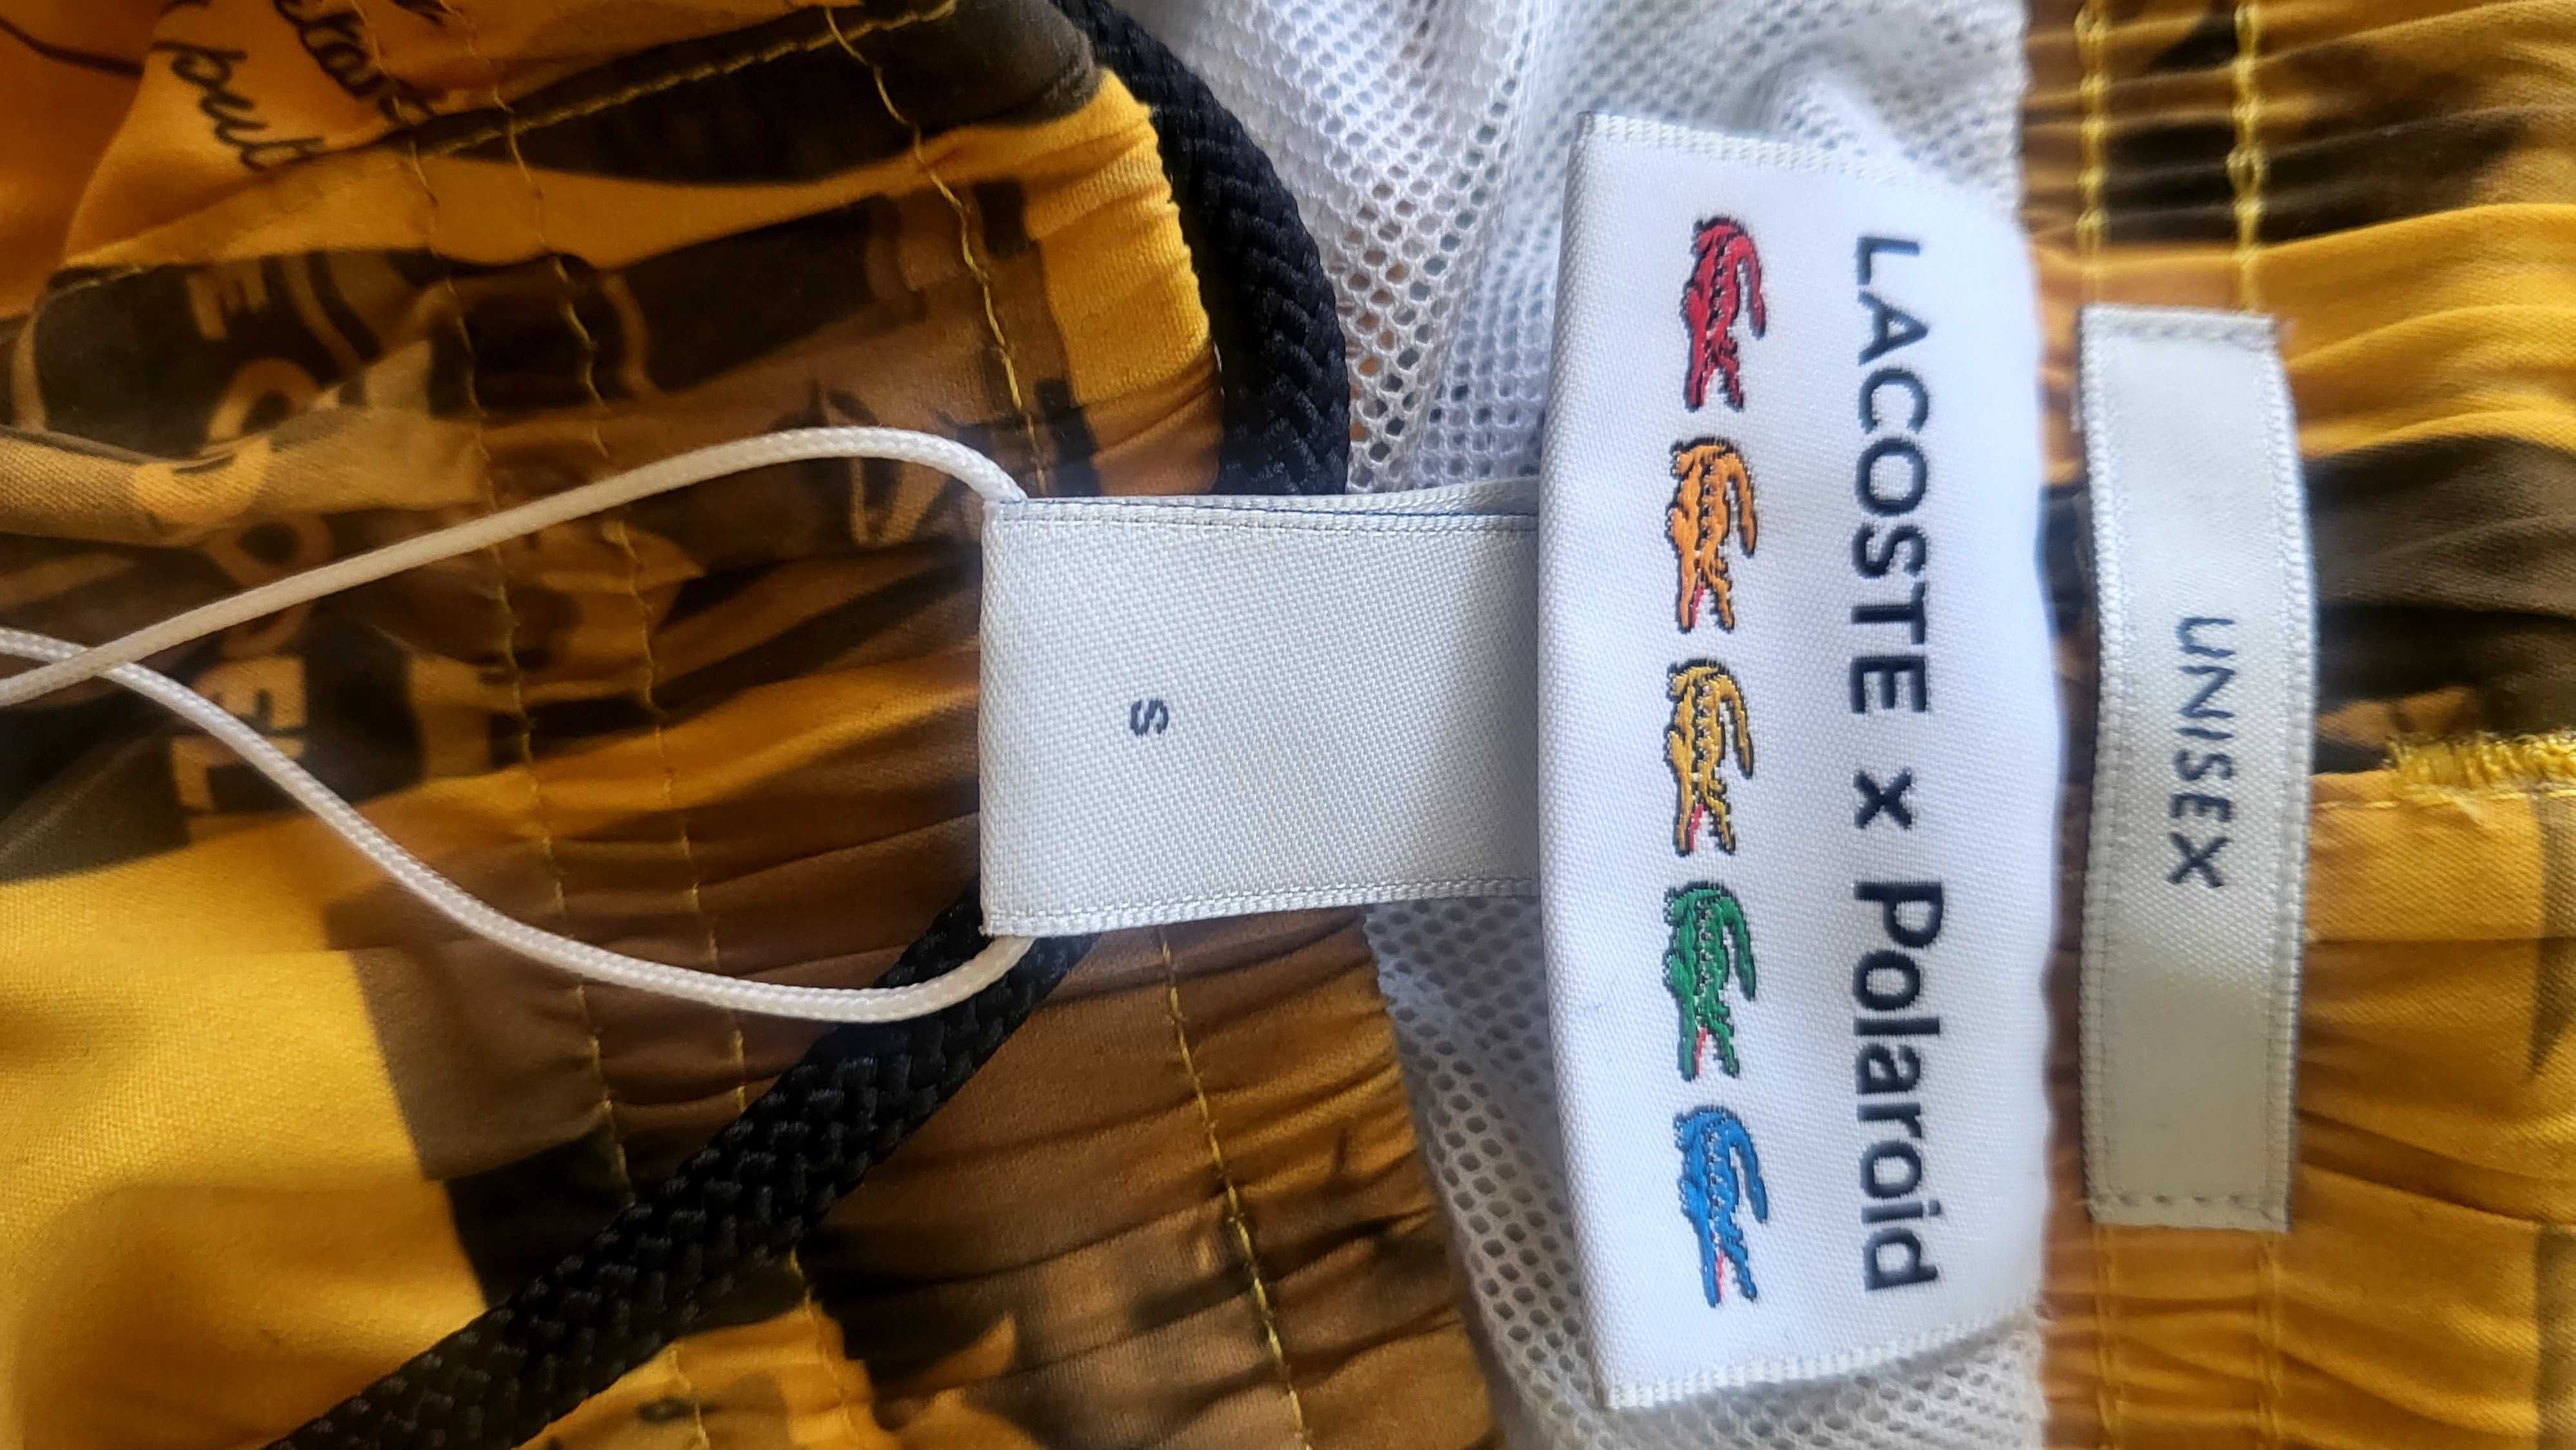 UNISEX
LACOSTE x Polaroid
S